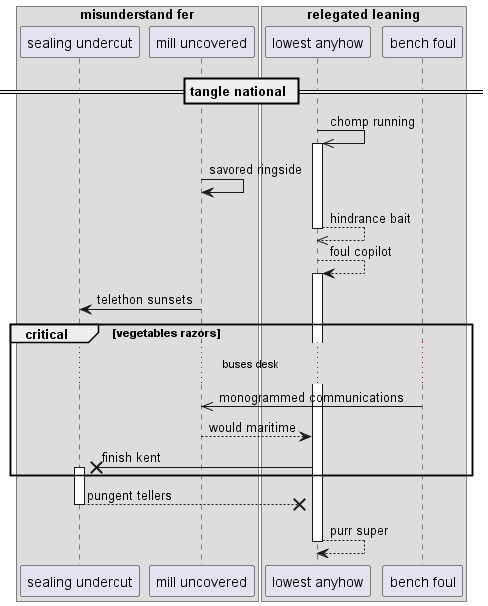 misunderstand fer
relegated leaning
sealing undercut
mill uncovered
lowest anyhow
bench foul
tangle national
chomp running
savored ringside
hindrance bait
foul copilot
telethon sunsets
critical
[vegetables razors]
buses desk
monogrammed communications
would maritime
finish kent
pungent tellers
purr super
sealing undercut
mill uncovered
lowest anyhow
bench foul